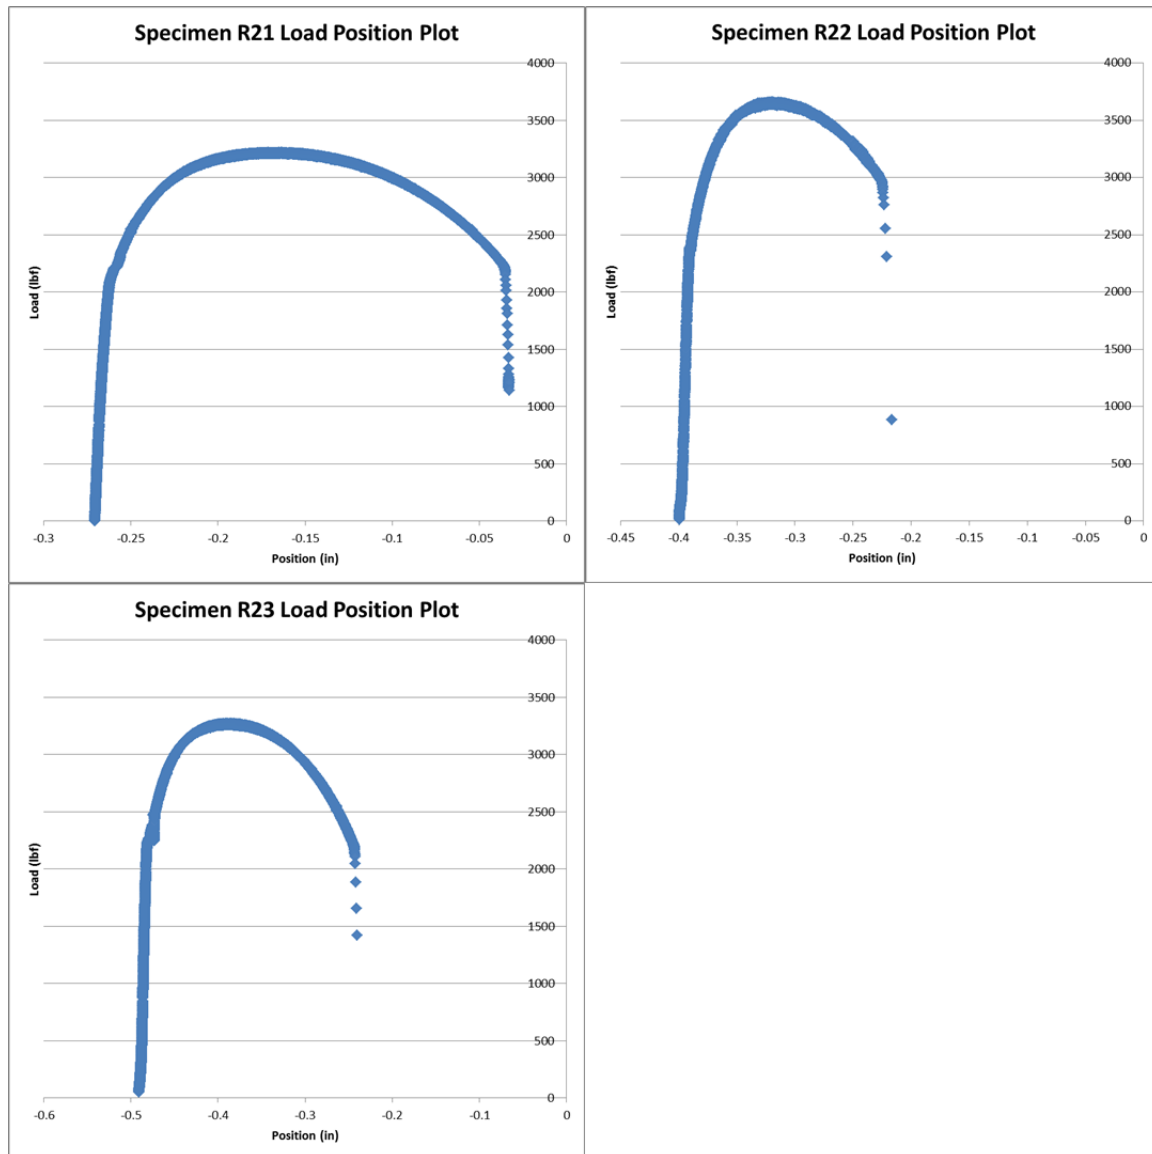 Specimen R21 Load Position Plot
4000
3500
3000
2500
2000
1500
1000
500
0
Load (lbf)
-0.3 -0.25 -0.2 -0.15 -0.1 -0.05 0
Position (in)
Specimen R22 Load Position Plot
4000
3500
3000
2500
2000
1500
1000
500
0
Load (lbf)
-0.45 -0.4 -0.35 -0.3 -0.25 -0.2 -0.15 -0.1 -0.05 0
Position (in)
Specimen R23 Load Position Plot
4000
3500
3000
2500
2000
1500
1000
500
0
Load (lbf)
-0.6 -0.5 -0.4 -0.3 -0.2 -0.1 0
Position (in)